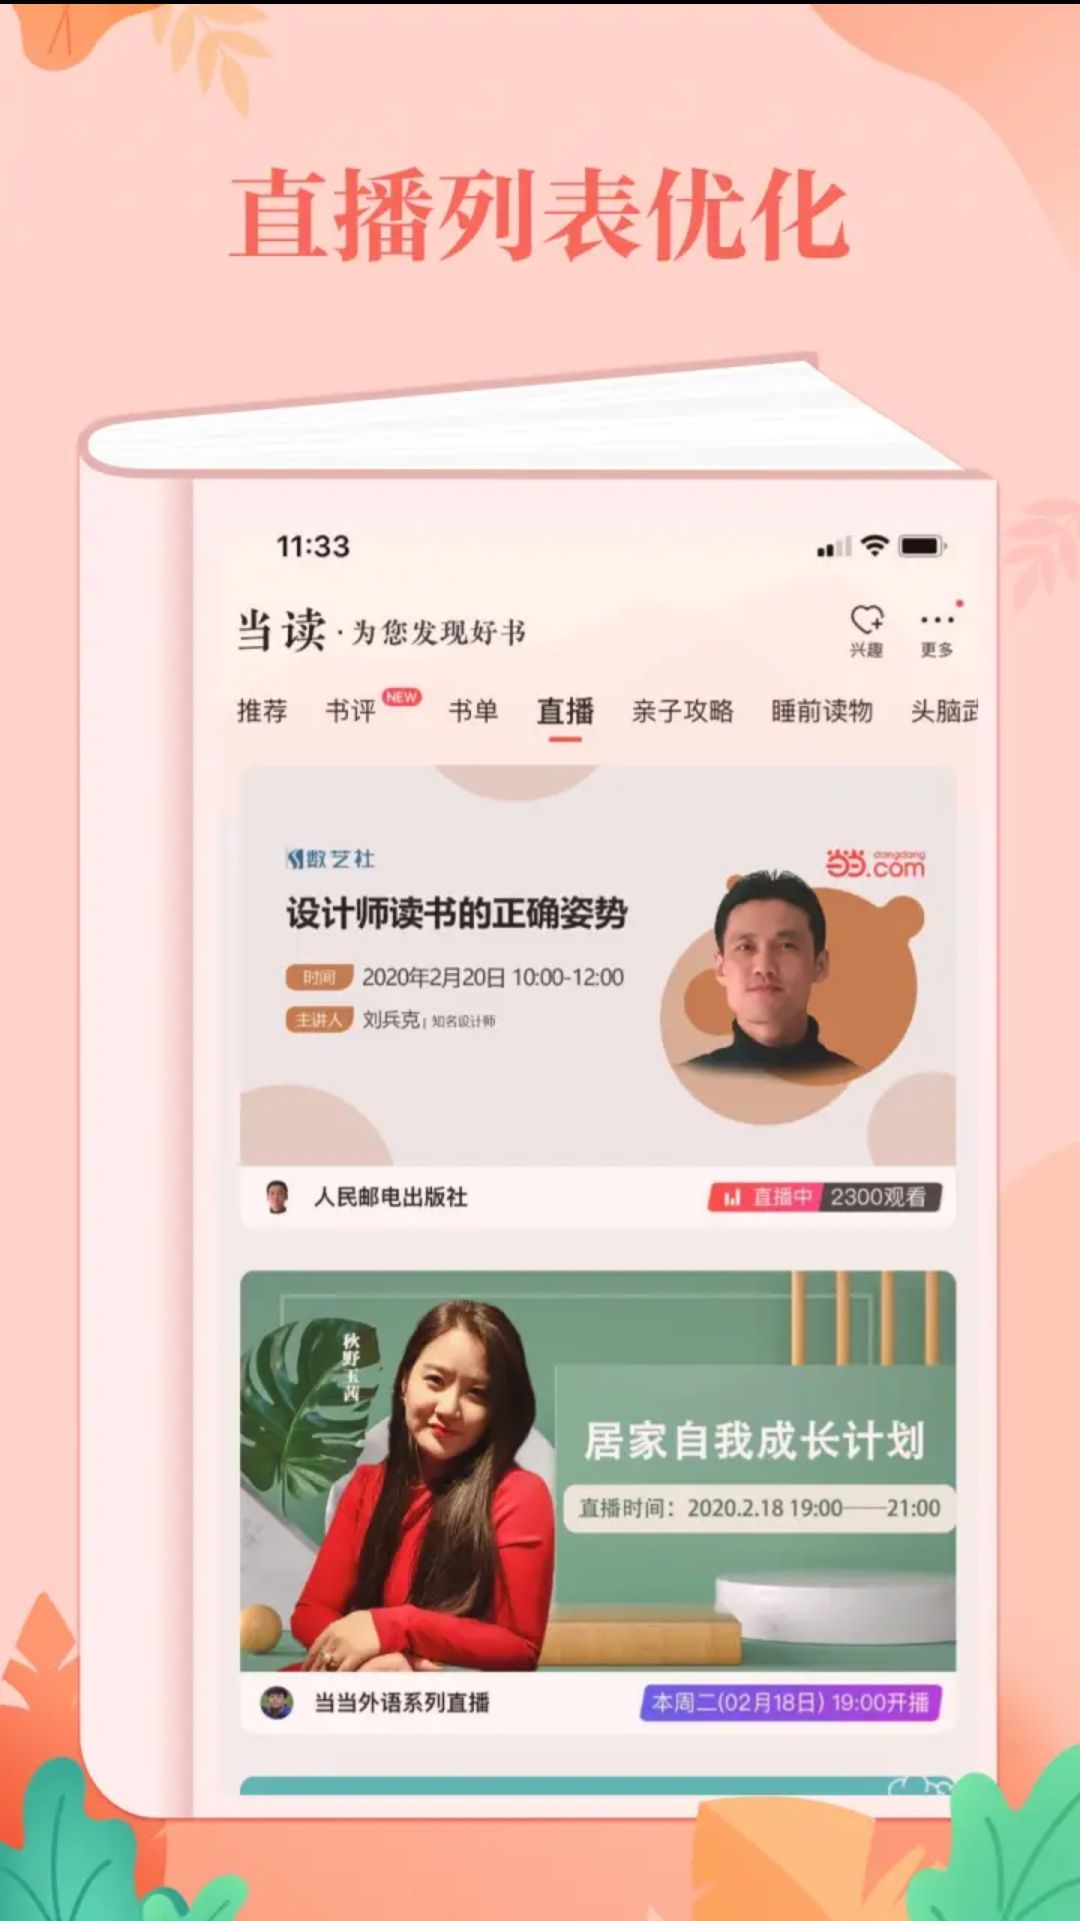 直播列表优化
11:33
当读·为您发现好书
兴趣
更多
推荐 书评 NEW 书单 直播 亲子攻略 睡前读物 头脑武
数艺社
dangdang
当当.com
设计师读书的正确姿势
时间 2020年2月20日 10:00-12:00
主讲人 刘兵克| 知名设计师
人民邮电出版社
直播中 2300观看
秋野玉茜
居家自我成长计划
直播时间：2020.2.18 19:00——21:00
当当外语系列直播
本周二(02月18日) 19:00开播